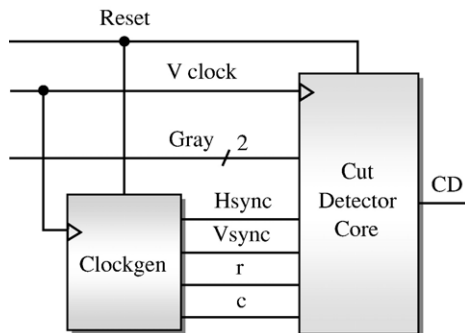 Reset
V clock
Gray 2
Hsync
Vsync
r
c
Clockgen
Cut
Detector
Core
CD